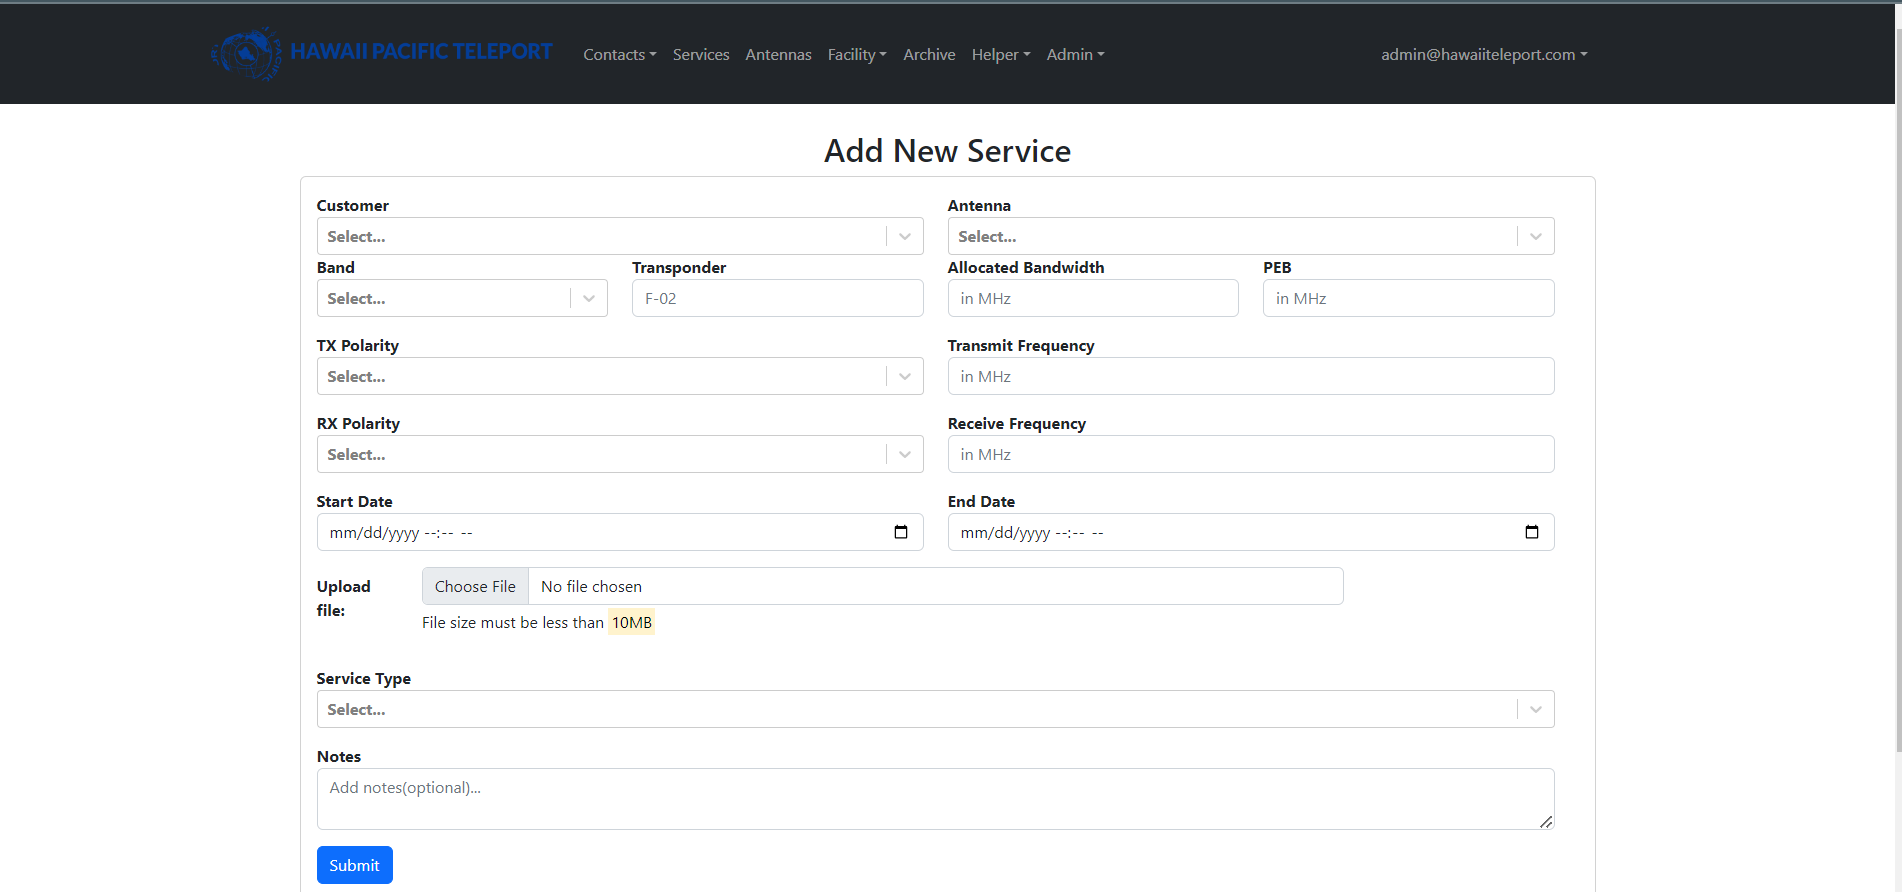 HAWAII PACIFIC TELEPORT Contacts Services Antennas Facility Archive Helper Admin admin@hawaiiteleport.com
Add New Service
Customer Antenna
Select... Select...
Band Transponder Allocated Bandwidth PEB
Select... F-02 in MHz in MHz
TX Polarity Transmit Frequency
Select... in MHz
RX Polarity Receive Frequency
Select... in MHz
Start Date End Date
mm/dd/yyyy --:-- -- mm/dd/yyyy --:-- --
Upload file: Choose File No file chosen
File size must be less than 10MB
Service Type
Select...
Notes
Add notes(optional)...
Submit